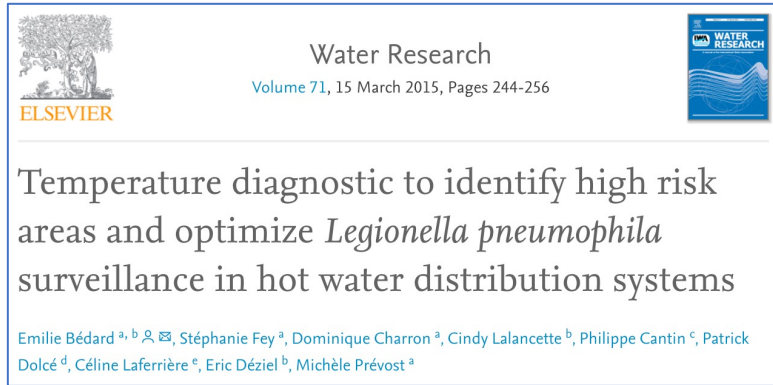 Water Research
Volume 71, 15 March 2015, Pages 244-256
ELSEVIER
WATER
RESEARCH
Temperature diagnostic to identify high risk
areas and optimize Legionella pneumophila
surveillance in hot water distribution systems
Emilie Bédard a, b, Stéphanie Fey a, Dominique Charron a, Cindy Lalancette b, Philippe Cantin c, Patrick
Dolcé d, Céline Laferrière e, Eric Déziel b, Michèle Prévost a